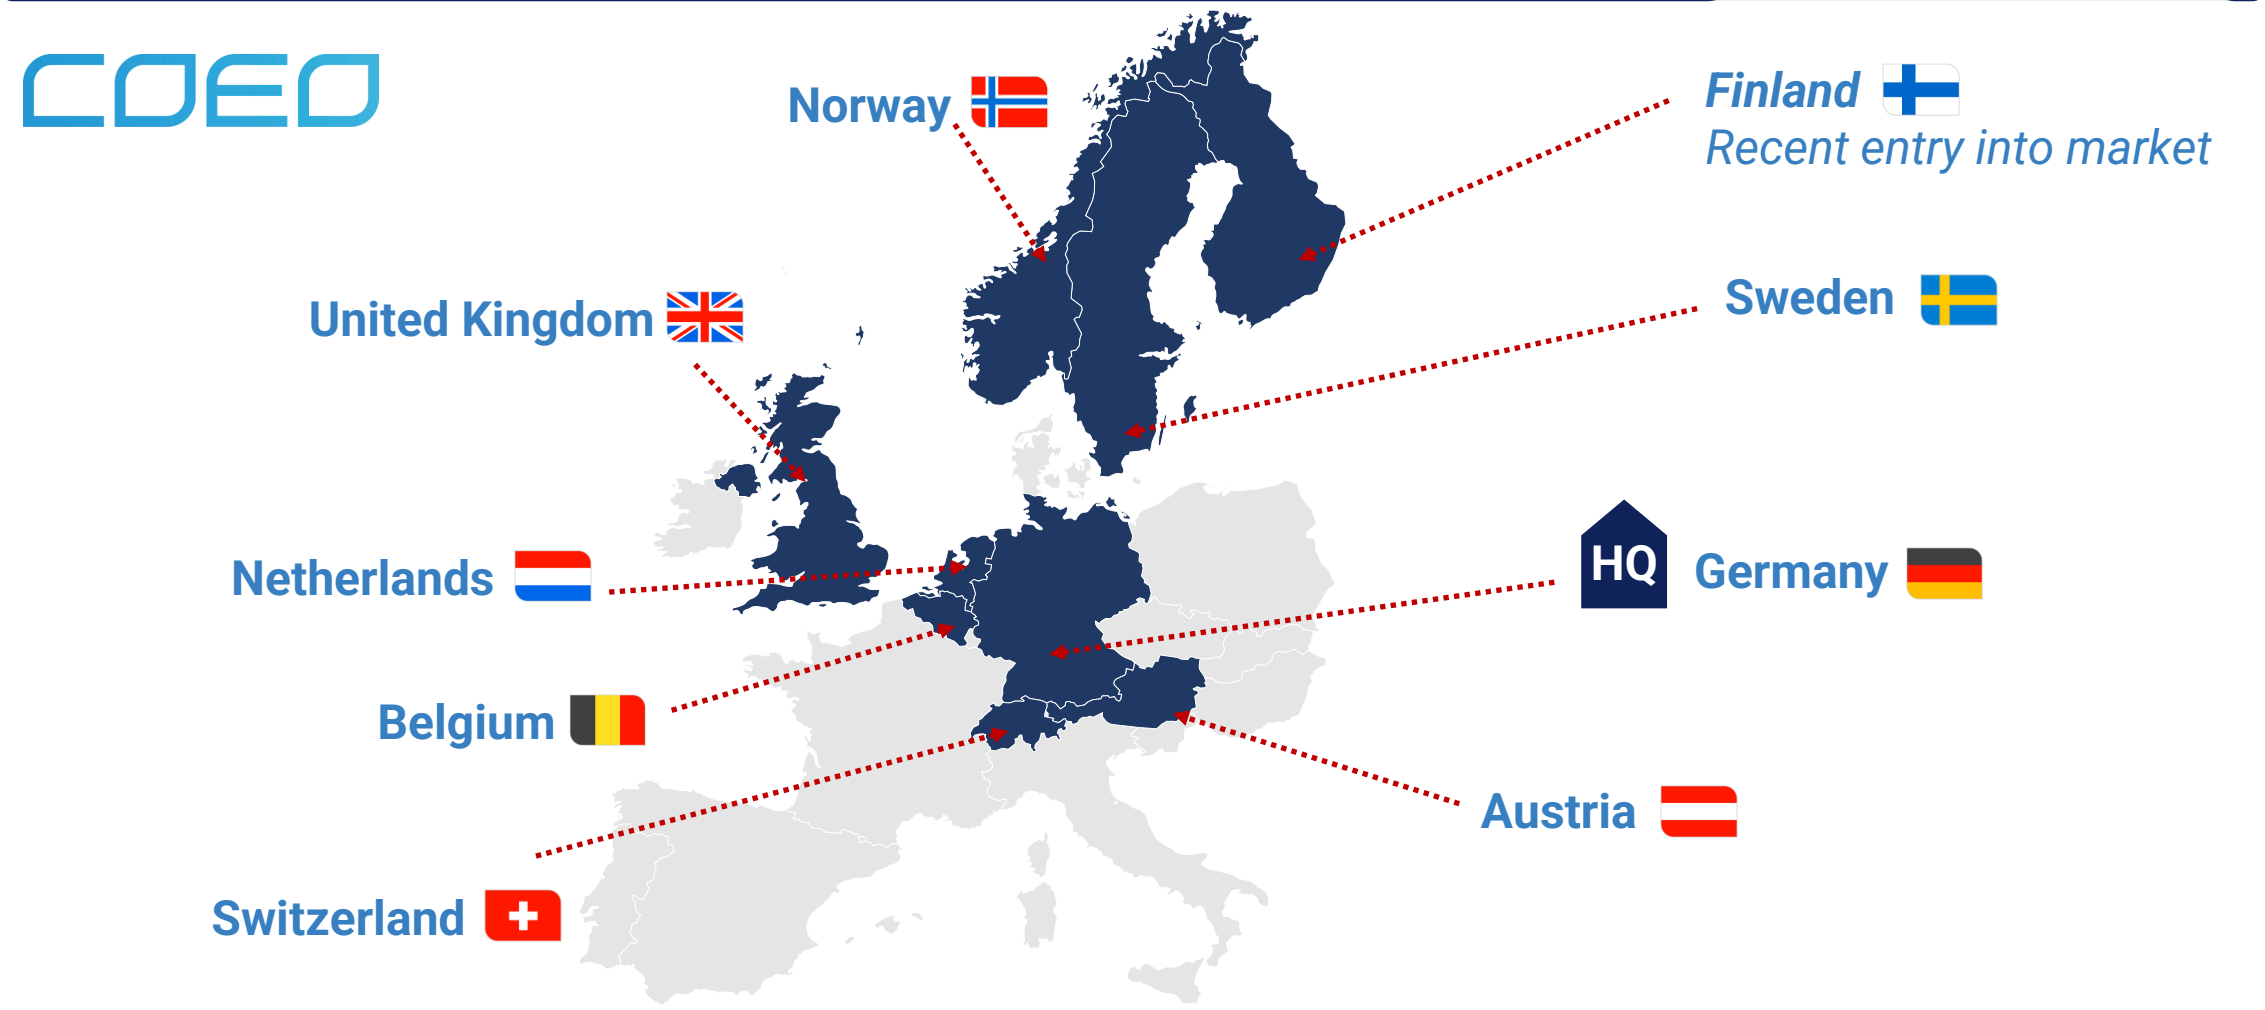 COEO
Norway
Finland
Recent entry into market
United Kingdom
Sweden
Netherlands
HQ
Germany
Belgium
Austria
Switzerland